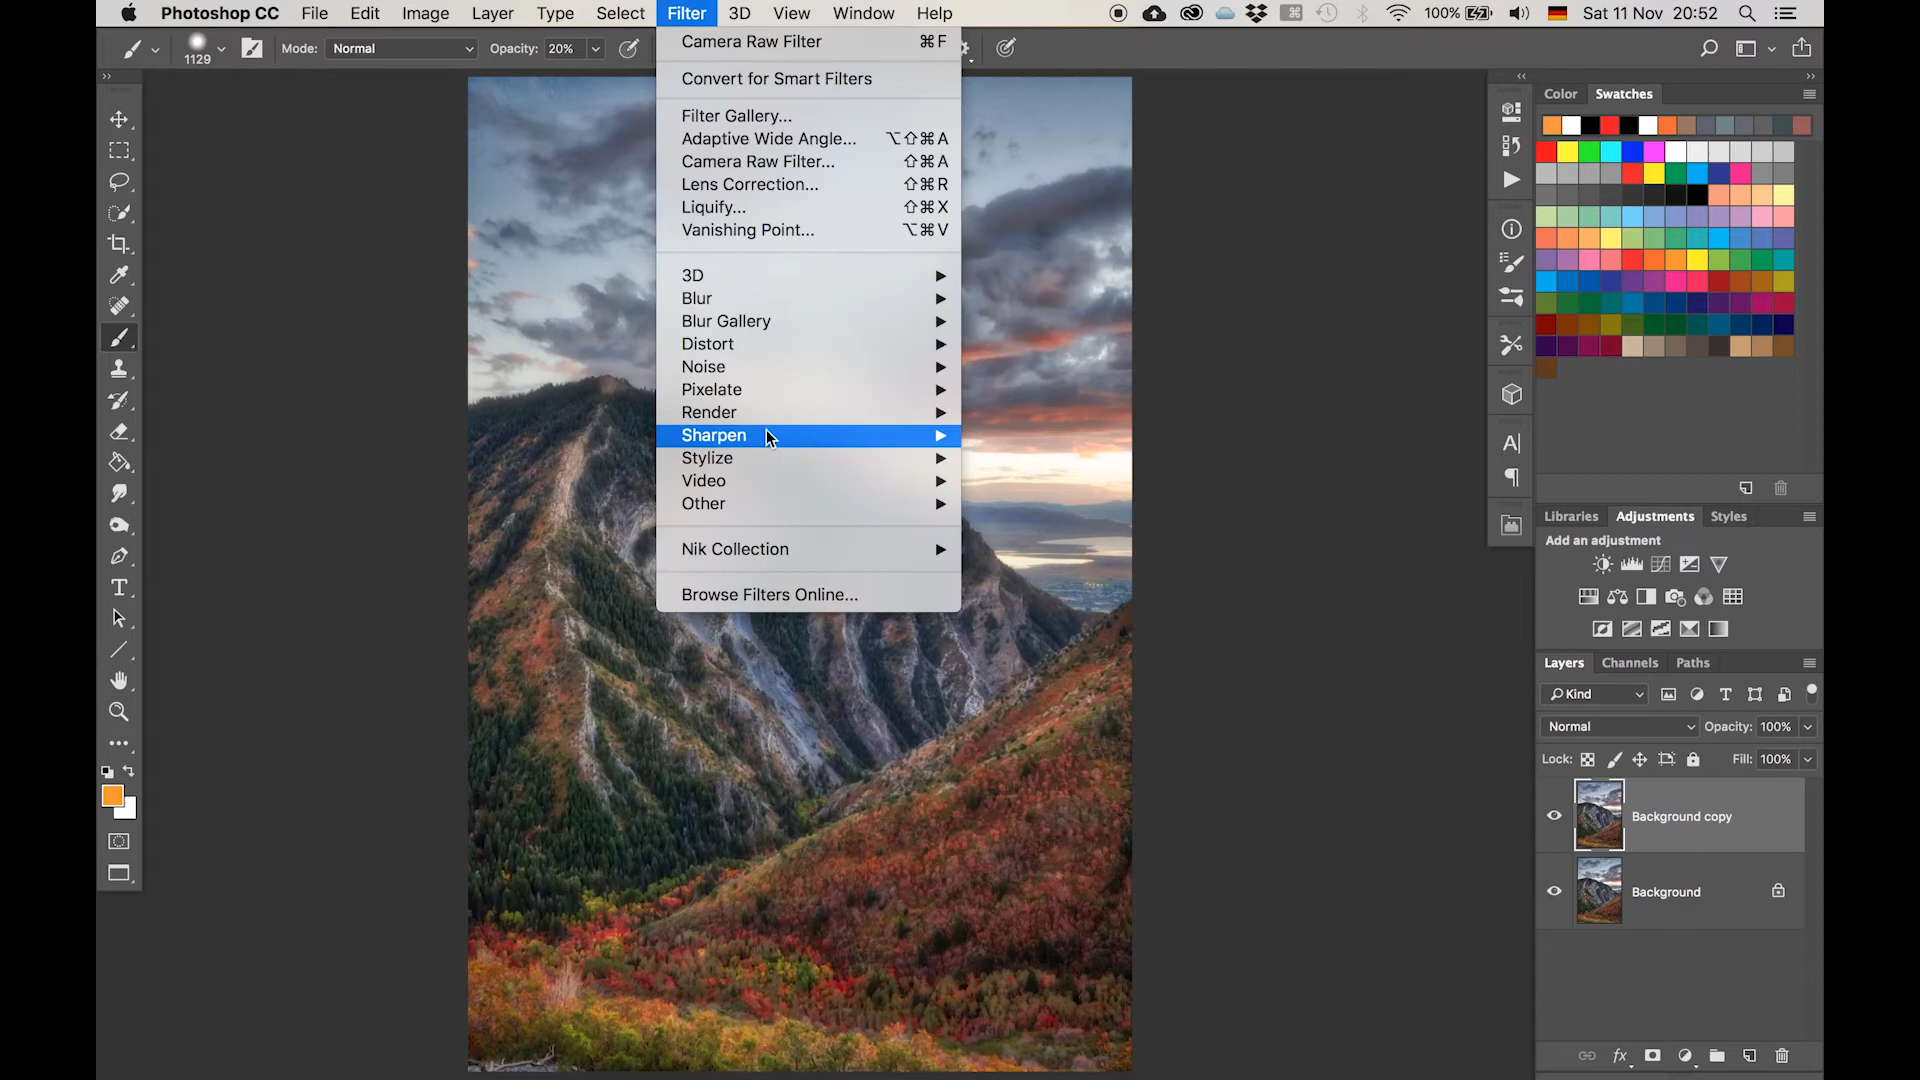 Photoshop CC File Edit Image Layer Type Select Filter 3D View Window Help 100% Sat 11 Nov 20:52
1129 Mode: Normal Opacity: 20%
Camera Raw Filter ⌘F
Convert for Smart Filters
Filter Gallery...
Adaptive Wide Angle... ⌥⇧⌘A
Camera Raw Filter... ⇧⌘A
Lens Correction... ⇧⌘R
Liquify... ⇧⌘X
Vanishing Point... ⌥⌘V
3D
Blur
Blur Gallery
Distort
Noise
Pixelate
Render
Sharpen
Stylize
Video
Other
Nik Collection
Browse Filters Online...
Color Swatches
Libraries Adjustments Styles
Add an adjustment
Layers Channels Paths
Kind
Normal Opacity: 100%
Lock: Fill: 100%
Background copy
Background